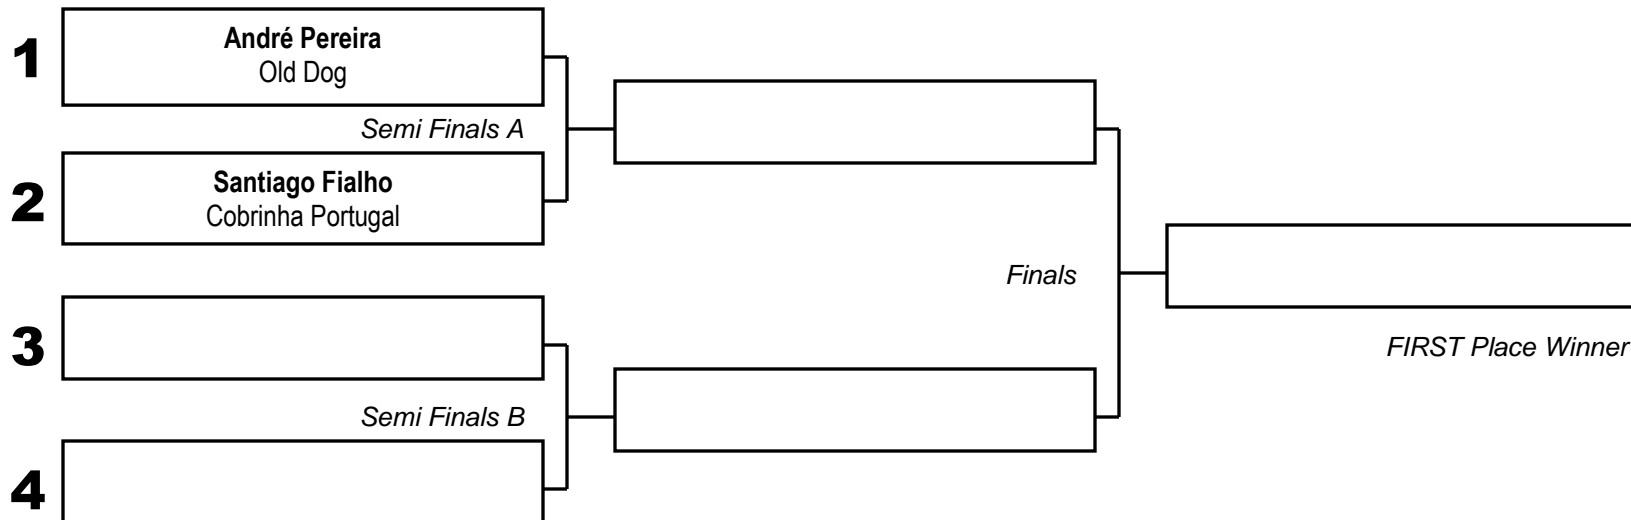 1
André Pereira
Old Dog
Semi Finals A
2
Santiago Fialho
Cobrinha Portugal
Finals
3
FIRST Place Winner
Semi Finals B
4